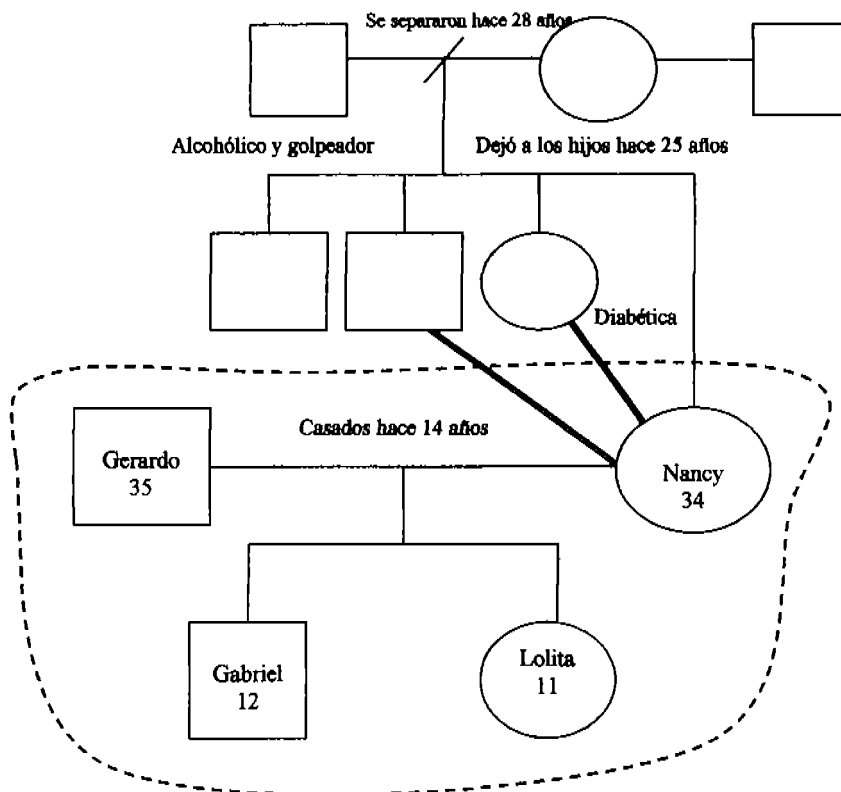 Se separaron hace 28 años
Alcohólico y golpeador
Dejó a los hijos hace 25 años
Diabética
Casados hace 14 años
Gerardo
35
Nancy
34
Gabriel
12
Lolita
11